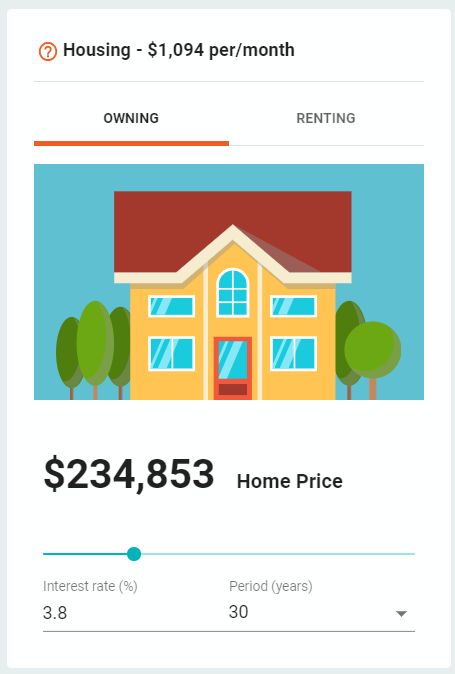 Housing - $1,094 per/month
OWNING RENTING
$234,853 Home Price
Interest rate (%) Period (years)
3.8 30